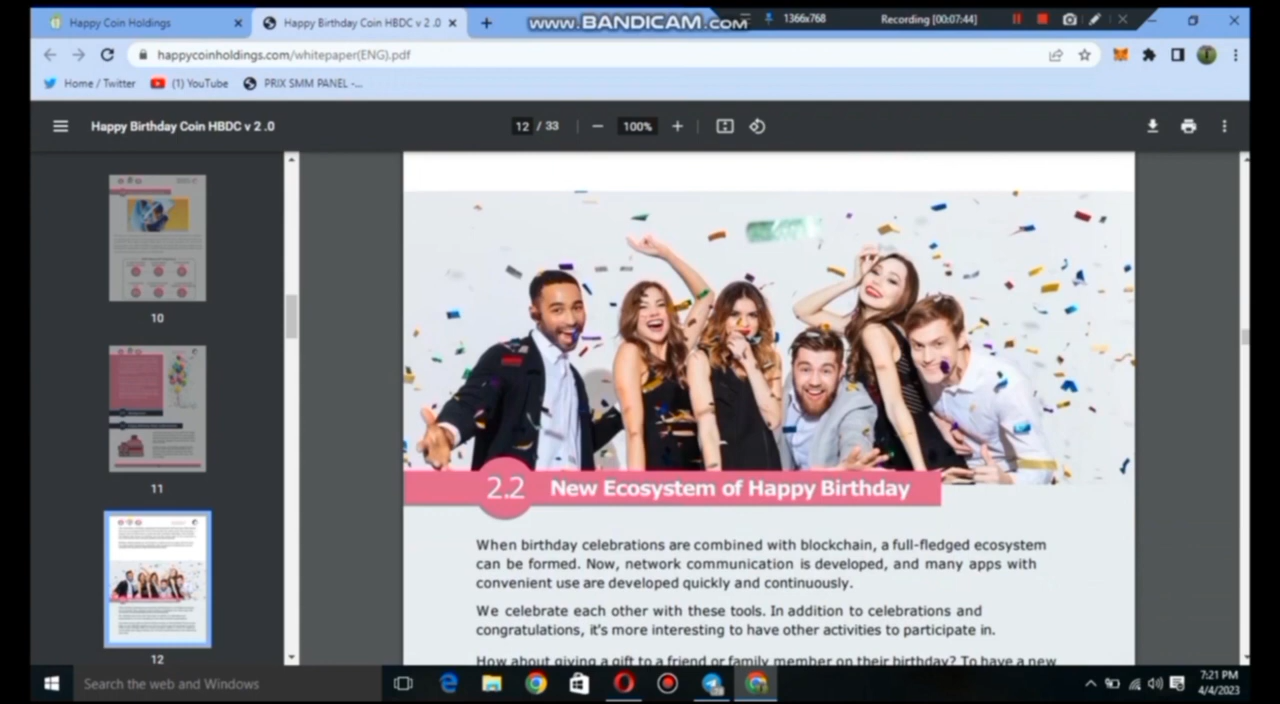 Happy Coin Holdings
Happy Birthday Coin HBDC v 2 .0
www.BANDICAM.com
1366x768
Recording [00:07:44]
happycoinholdings.com/whitepaper(ENG).pdf
Home / Twitter
(1) YouTube
PRIX SMM PANEL -...
Happy Birthday Coin HBDC v 2 .0
12 / 33
100%
10
11
12
2.2 New Ecosystem of Happy Birthday
When birthday celebrations are combined with blockchain, a full-fledged ecosystem
can be formed. Now, network communication is developed, and many apps with
convenient use are developed quickly and continuously.
We celebrate each other with these tools. In addition to celebrations and
congratulations, it's more interesting to have other activities to participate in.
How about giving a gift to a friend or family member on their birthday? To have a new
Search the web and Windows
7:21 PM
4/4/2023